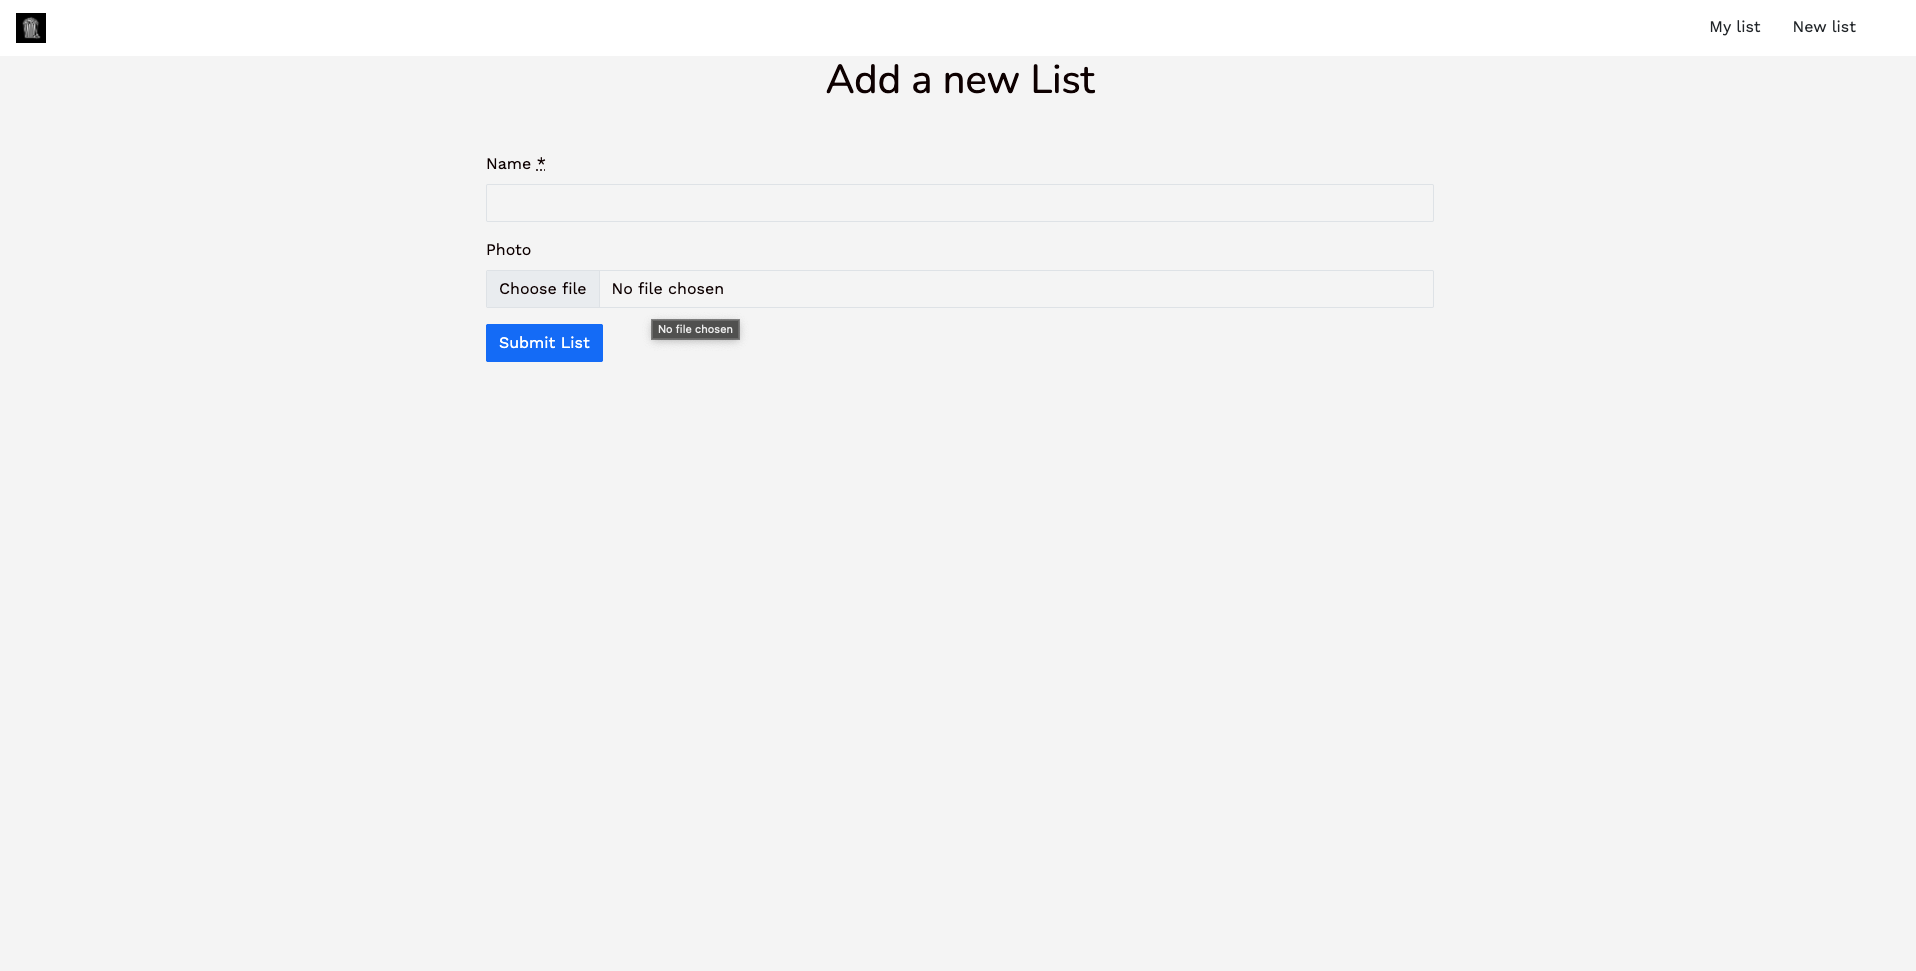 My list New list
Add a new List
Name *
Photo
Choose file No file chosen
No file chosen
Submit List